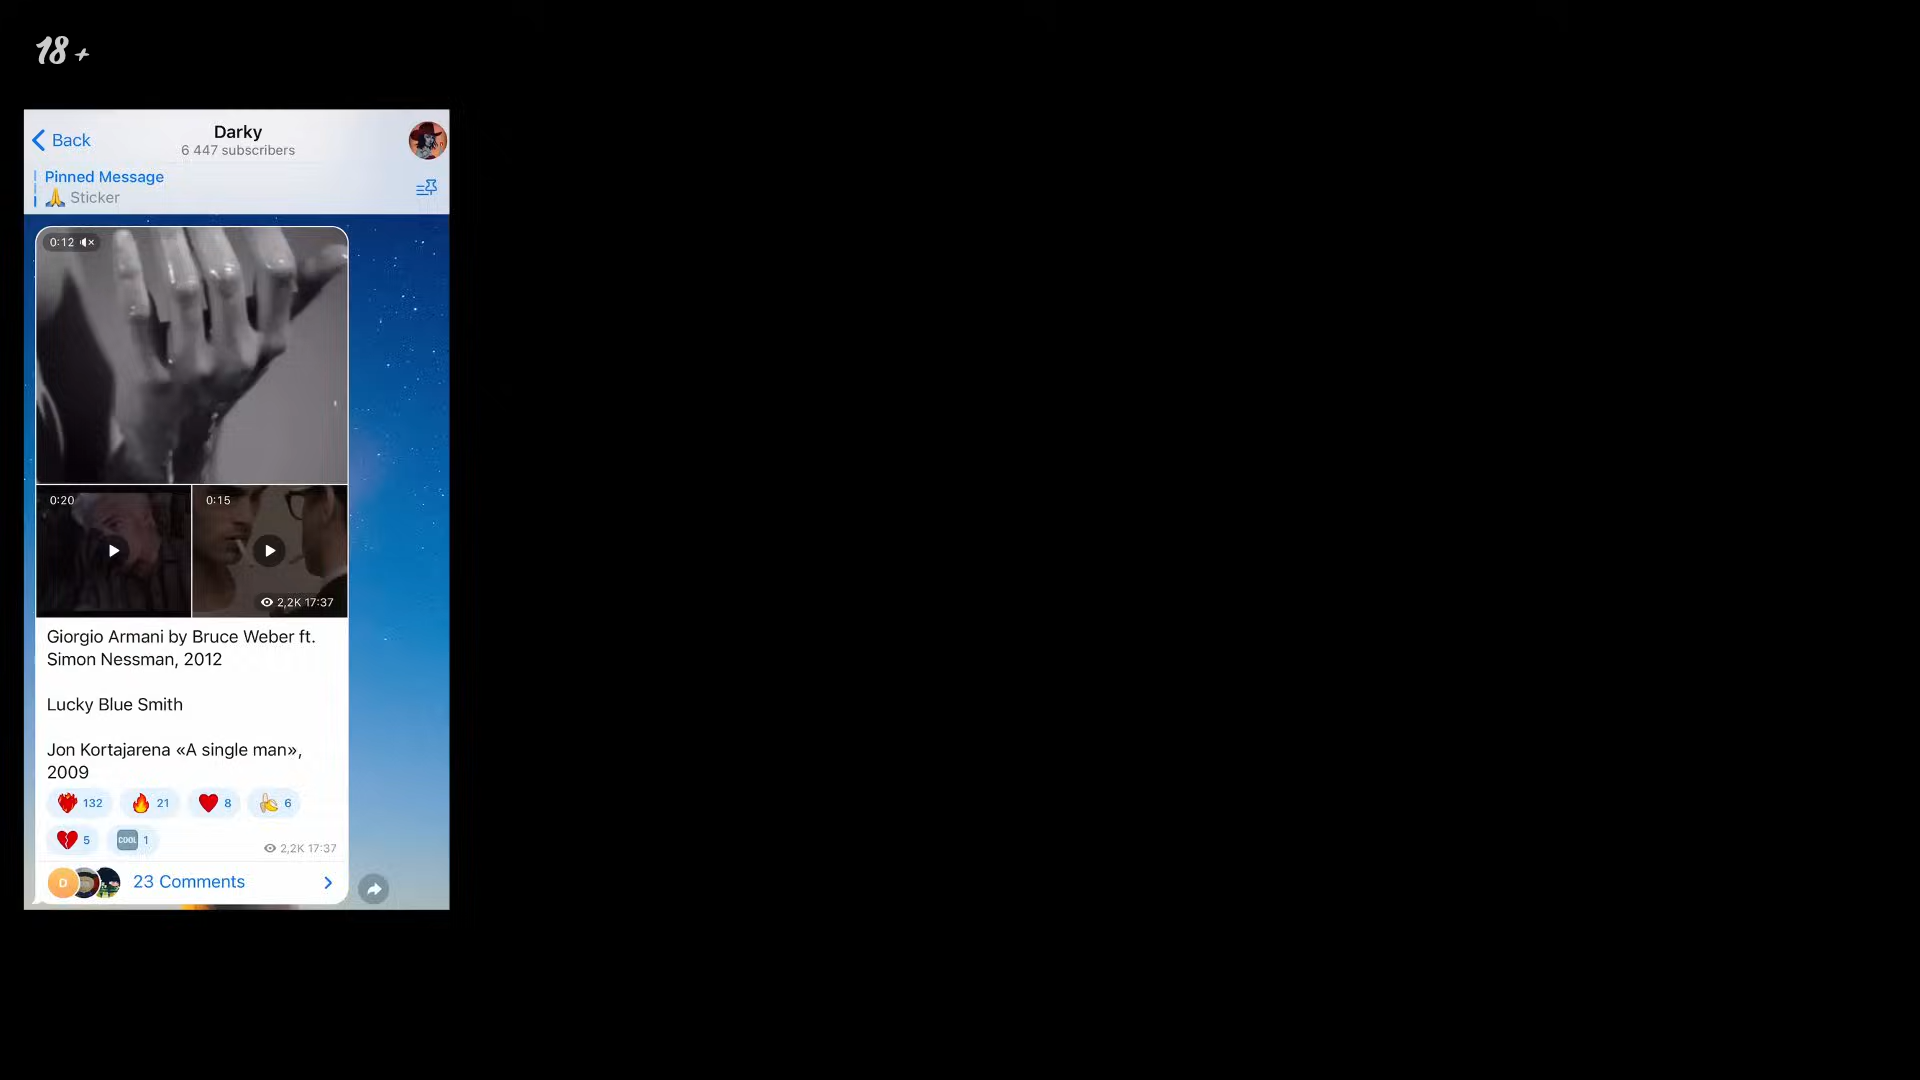 18+
Back
Darky
6 447 subscribers
Pinned Message
🙏 Sticker
0:12
0:20
0:15
2,2K 17:37
Giorgio Armani by Bruce Weber ft.
Simon Nessman, 2012
Lucky Blue Smith
Jon Kortajarena «A single man»,
2009
132 21 8 6
5 COOL 1
2,2K 17:37
D 23 Comments